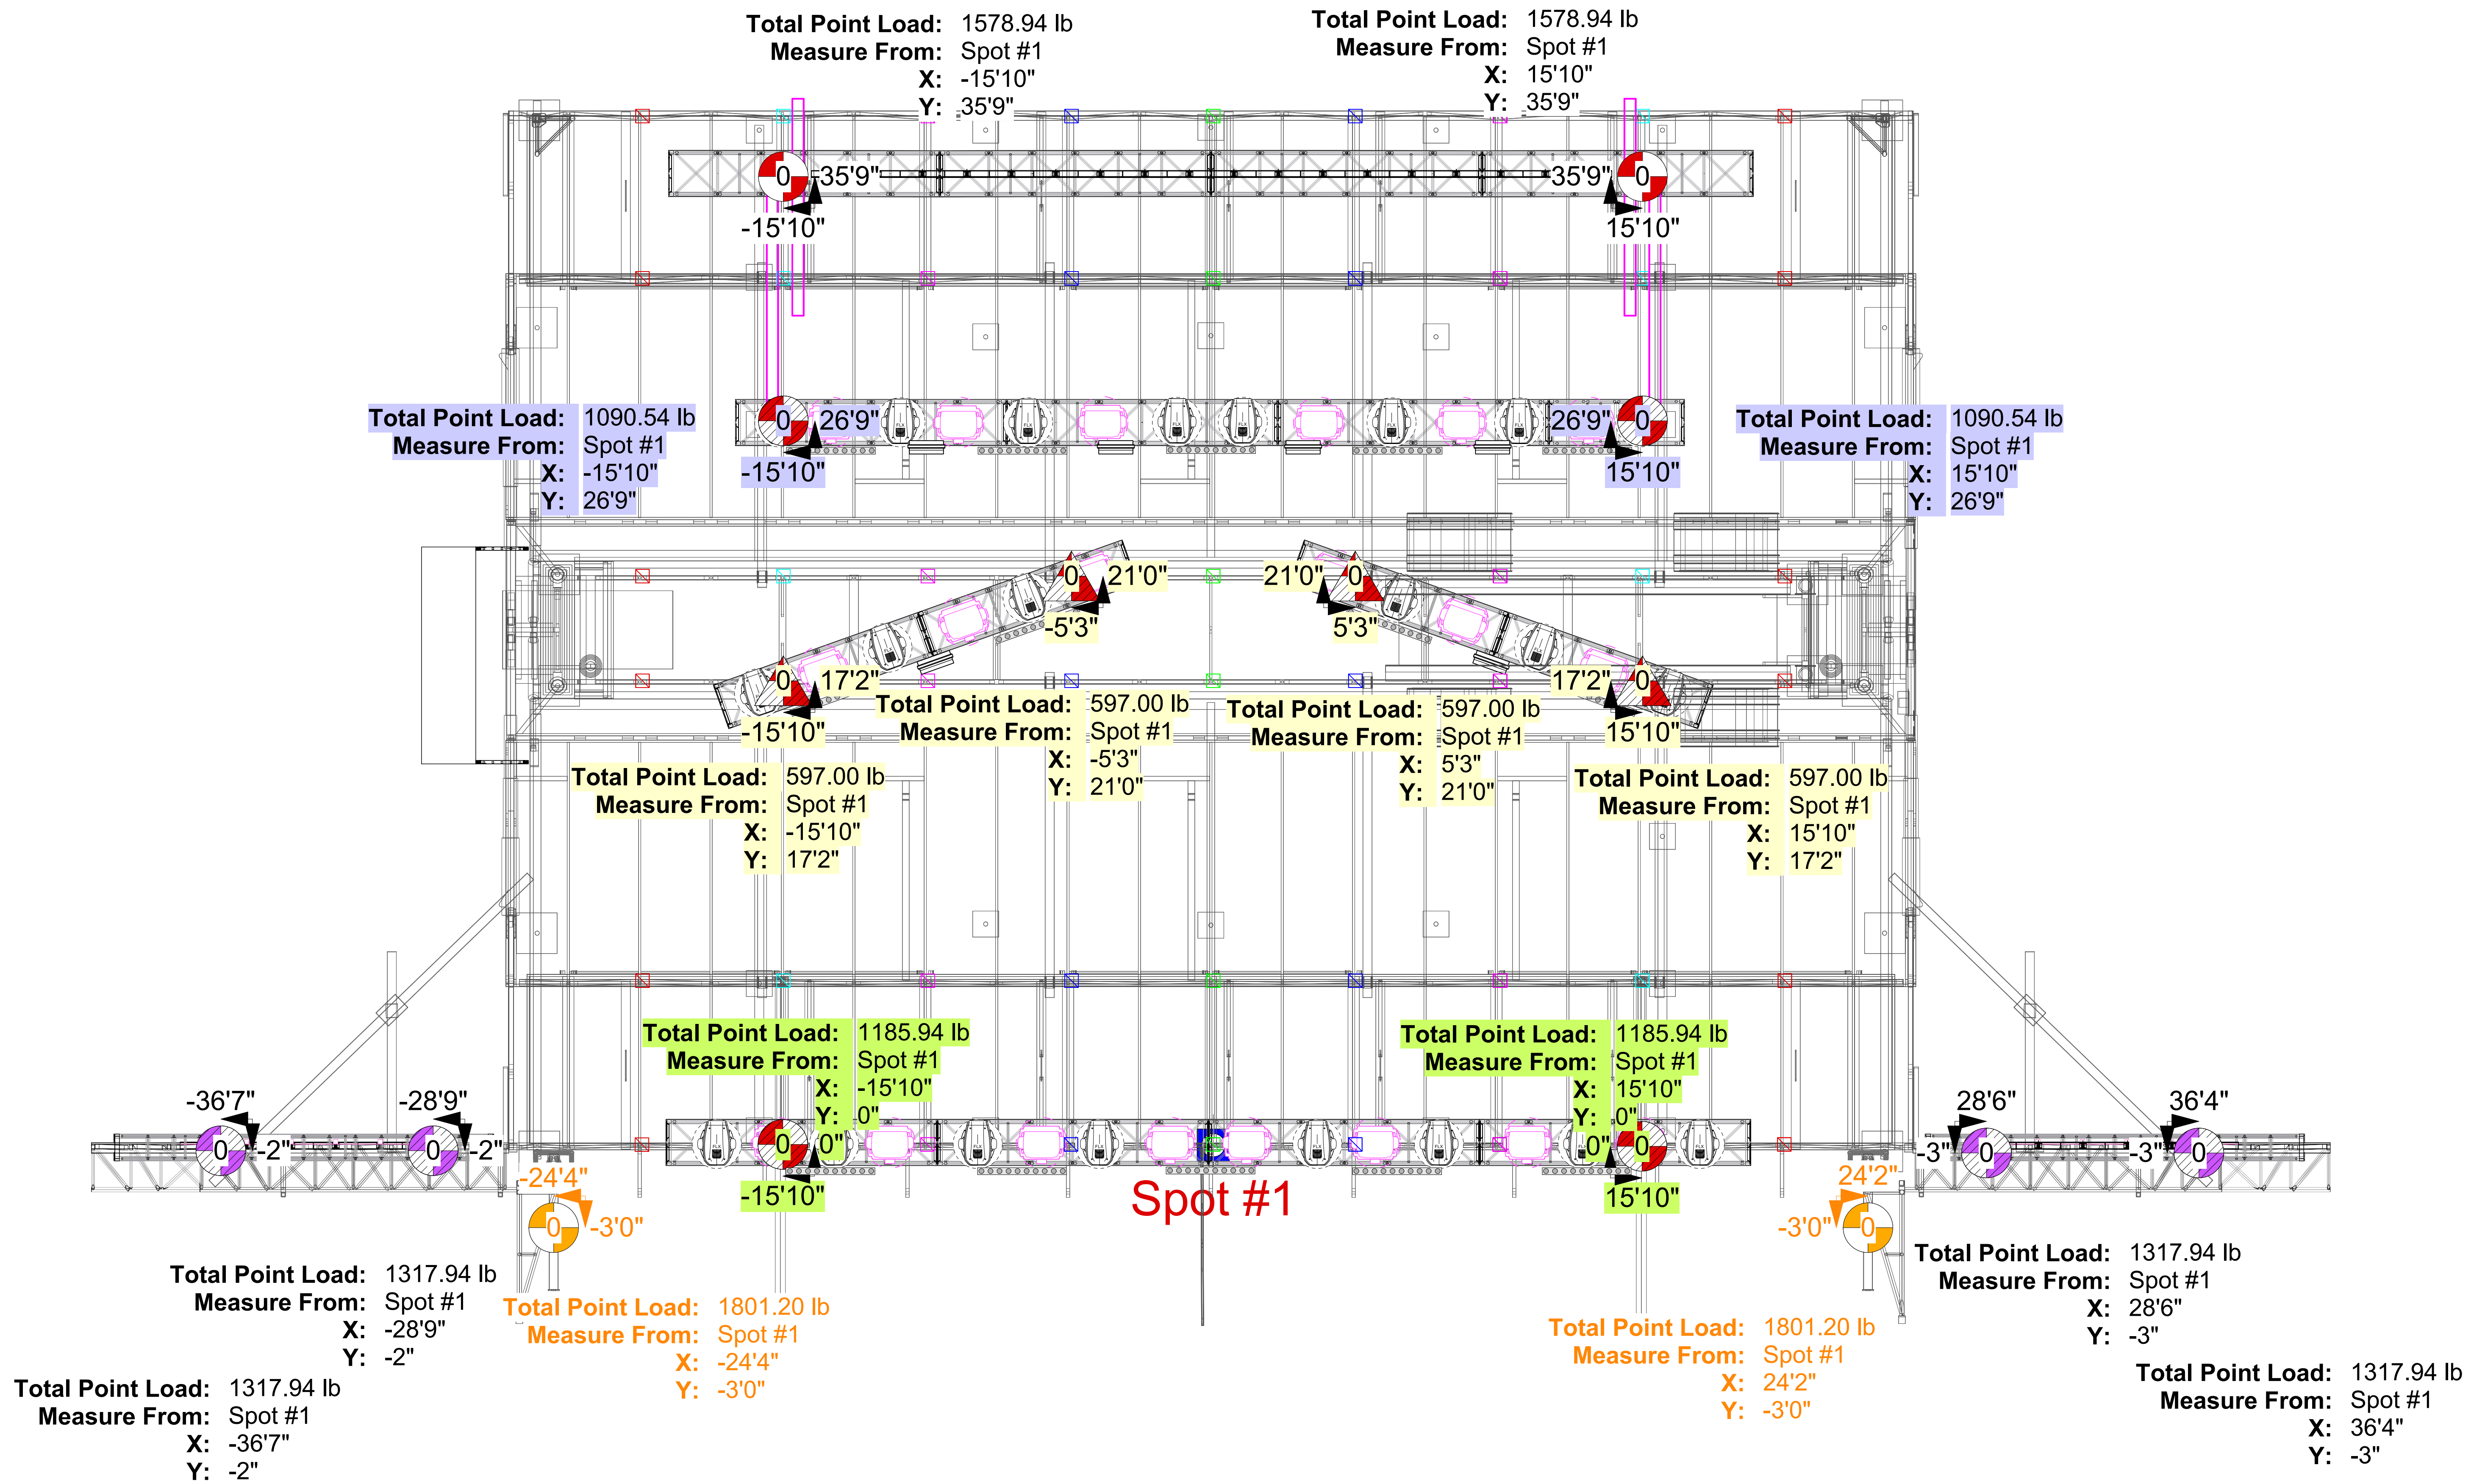 Total Point Load: 1578.94 lb
Measure From: Spot #1
X: -15'10"
Y: 35'9"
Total Point Load: 1578.94 lb
Measure From: Spot #1
X: 15'10"
Y: 35'9"
0 35'9"
-15'10"
35'9" 0
15'10"
Total Point Load: 1090.54 lb
Measure From: Spot #1
X: -15'10"
Y: 26'9"
0 26'9"
-15'10"
26'9" 0
15'10"
Total Point Load: 1090.54 lb
Measure From: Spot #1
X: 15'10"
Y: 26'9"
0 21'0"
-5'3"
21'0" 0
5'3"
0 17'2"
-15'10"
17'2" 0
15'10"
Total Point Load: 597.00 lb
Measure From: Spot #1
X: -5'3"
Y: 21'0"
Total Point Load: 597.00 lb
Measure From: Spot #1
X: 5'3"
Y: 21'0"
Total Point Load: 597.00 lb
Measure From: Spot #1
X: -15'10"
Y: 17'2"
Total Point Load: 597.00 lb
Measure From: Spot #1
X: 15'10"
Y: 17'2"
Total Point Load: 1185.94 lb
Measure From: Spot #1
X: -15'10"
Y: 0"
Total Point Load: 1185.94 lb
Measure From: Spot #1
X: 15'10"
Y: 0"
-36'7"
0 -2"
-28'9"
0 -2"
0 0"
-15'10"
0" 0
15'10"
28'6"
-3" 0
36'4"
-3" 0
Spot #1
-24'4"
0 -3'0"
24'2"
-3'0" 0
Total Point Load: 1317.94 lb
Measure From: Spot #1
X: -28'9"
Y: -2"
Total Point Load: 1801.20 lb
Measure From: Spot #1
X: -24'4"
Y: -3'0"
Total Point Load: 1801.20 lb
Measure From: Spot #1
X: 24'2"
Y: -3'0"
Total Point Load: 1317.94 lb
Measure From: Spot #1
X: 28'6"
Y: -3"
Total Point Load: 1317.94 lb
Measure From: Spot #1
X: -36'7"
Y: -2"
Total Point Load: 1317.94 lb
Measure From: Spot #1
X: 36'4"
Y: -3"